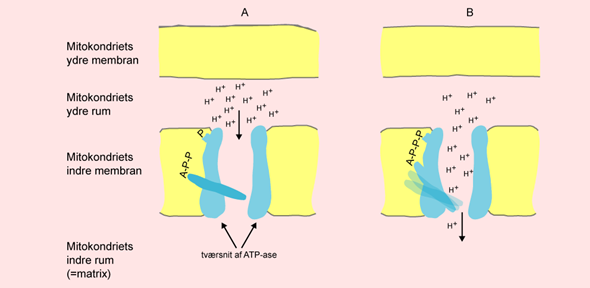 A
B
Mitokondriets
ydre membran
Mitokondriets
ydre rum
Mitokondriets
indre membran
Mitokondriets
indre rum
(=matrix)
H⁺ H⁺ H⁺
H⁺ H⁺ H⁺
H⁺ H⁺ H⁺
H⁺ H⁺
P
A-P-P
tværsnit af ATP-ase
H⁺ H⁺ H⁺
H⁺ H⁺
H⁺
H⁺
H⁺
H⁺ H⁺
H⁺
H⁺
A-P-P-P